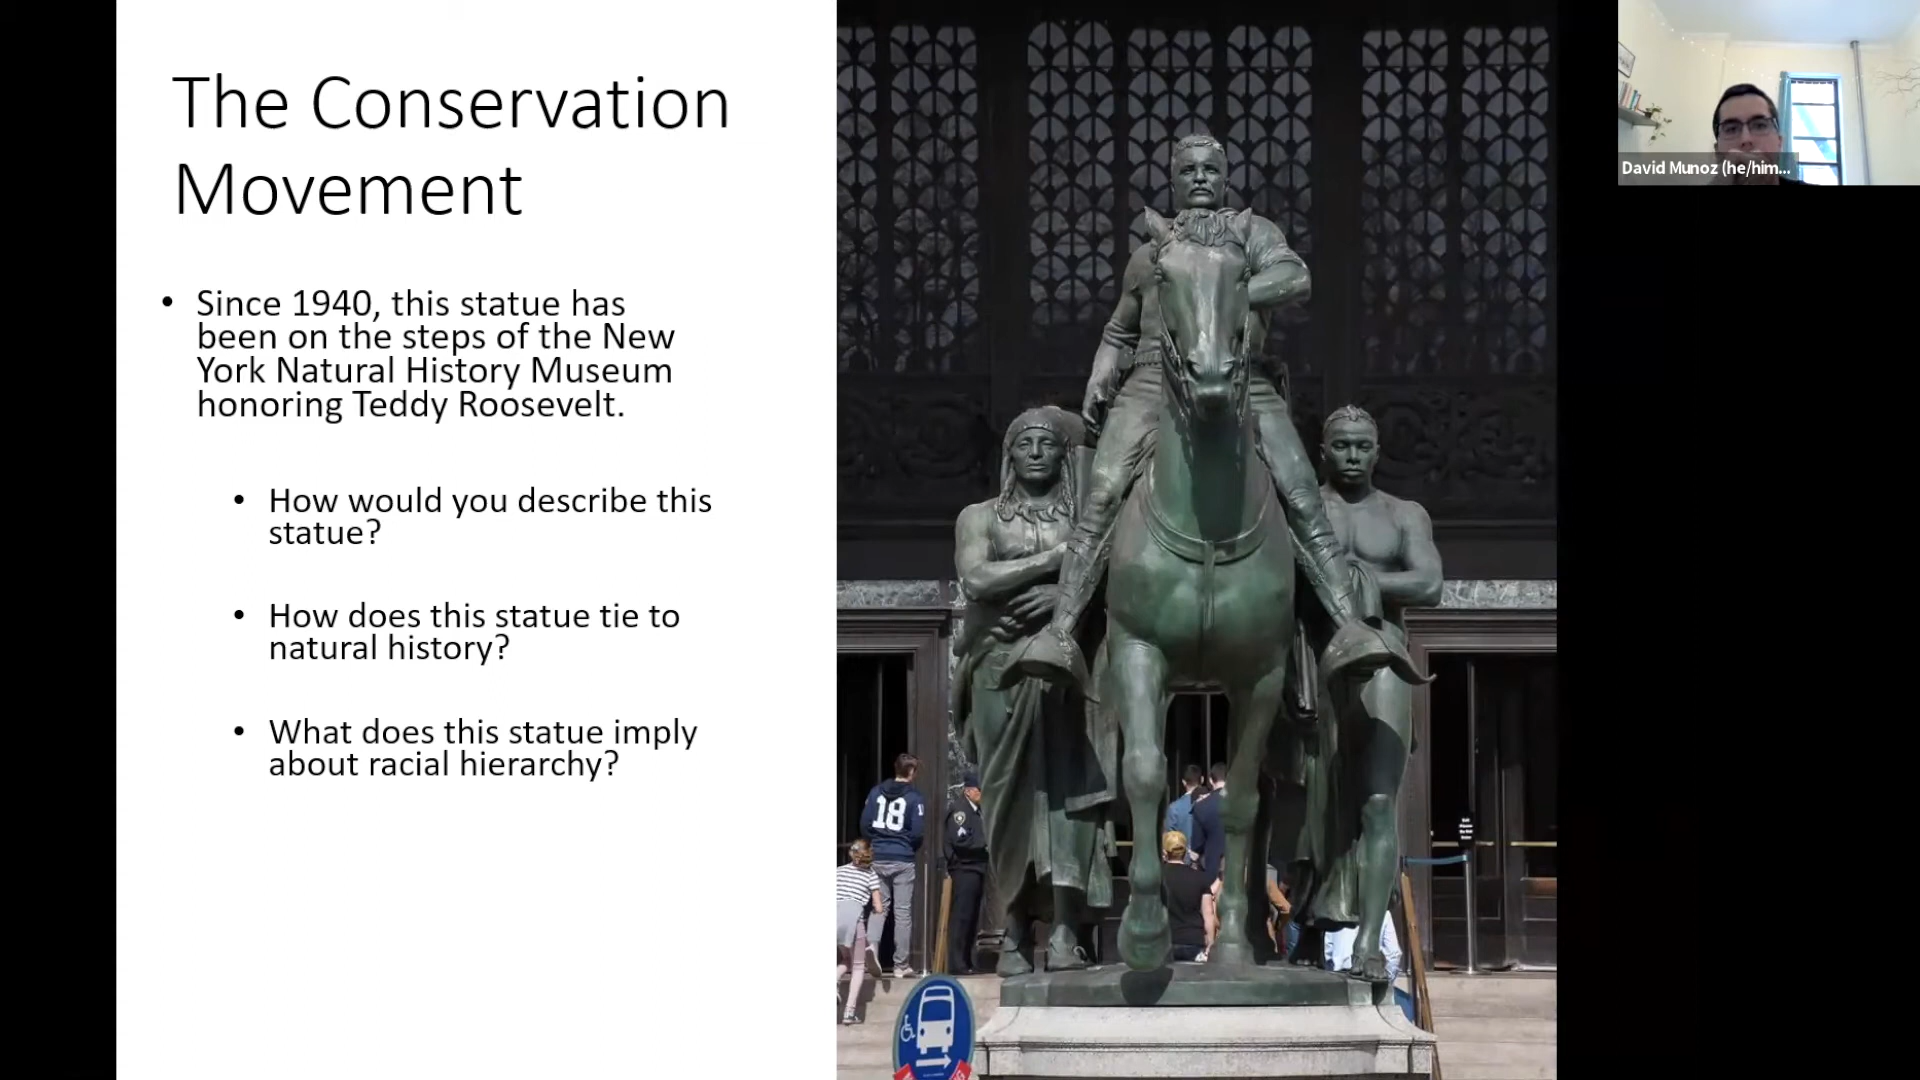 The Conservation
Movement
• Since 1940, this statue has
been on the steps of the New
York Natural History Museum
honoring Teddy Roosevelt.
• How would you describe this
statue?
• How does this statue tie to
natural history?
• What does this statue imply
about racial hierarchy?
18
David Munoz (he/him...